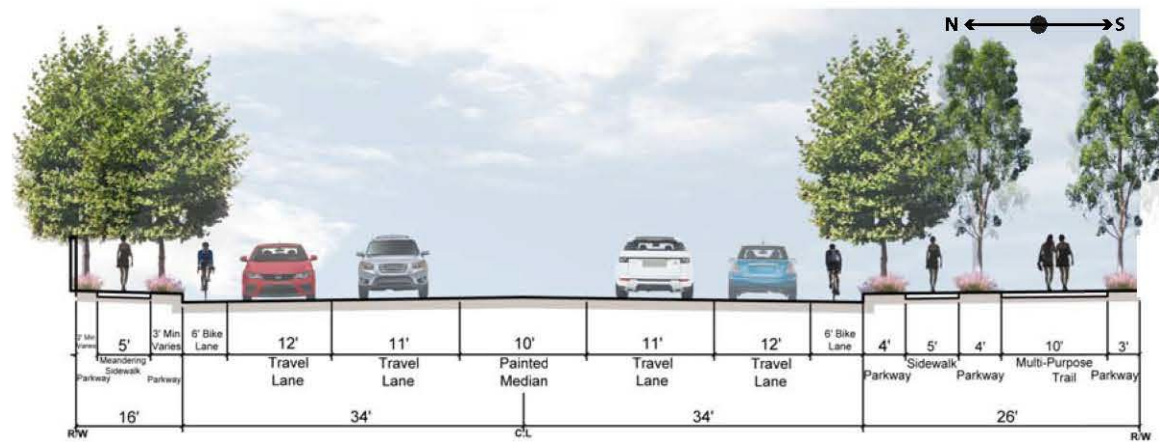 N S
2' Min Varies
5'
3' Min Varies
6' Bike Lane
12'
11'
10'
11'
12'
6' Bike Lane
4'
5'
4'
10'
3'
Meandering Sidewalk
Parkway
Parkway
Travel Lane
Travel Lane
Painted Median
Travel Lane
Travel Lane
Parkway
Sidewalk
Parkway
Multi-Purpose Trail
Parkway
16'
34'
34'
26'
R/W
C/L
R/W